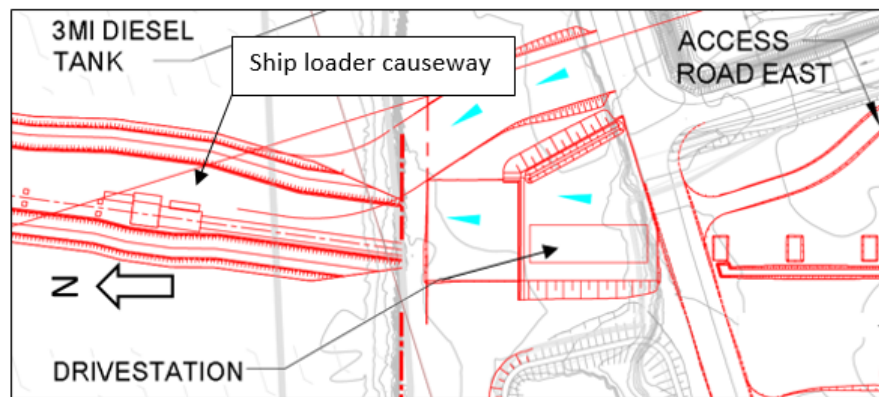 3MI DIESEL
TANK
Ship loader causeway
ACCESS
ROAD EAST
N
DRIVESTATION